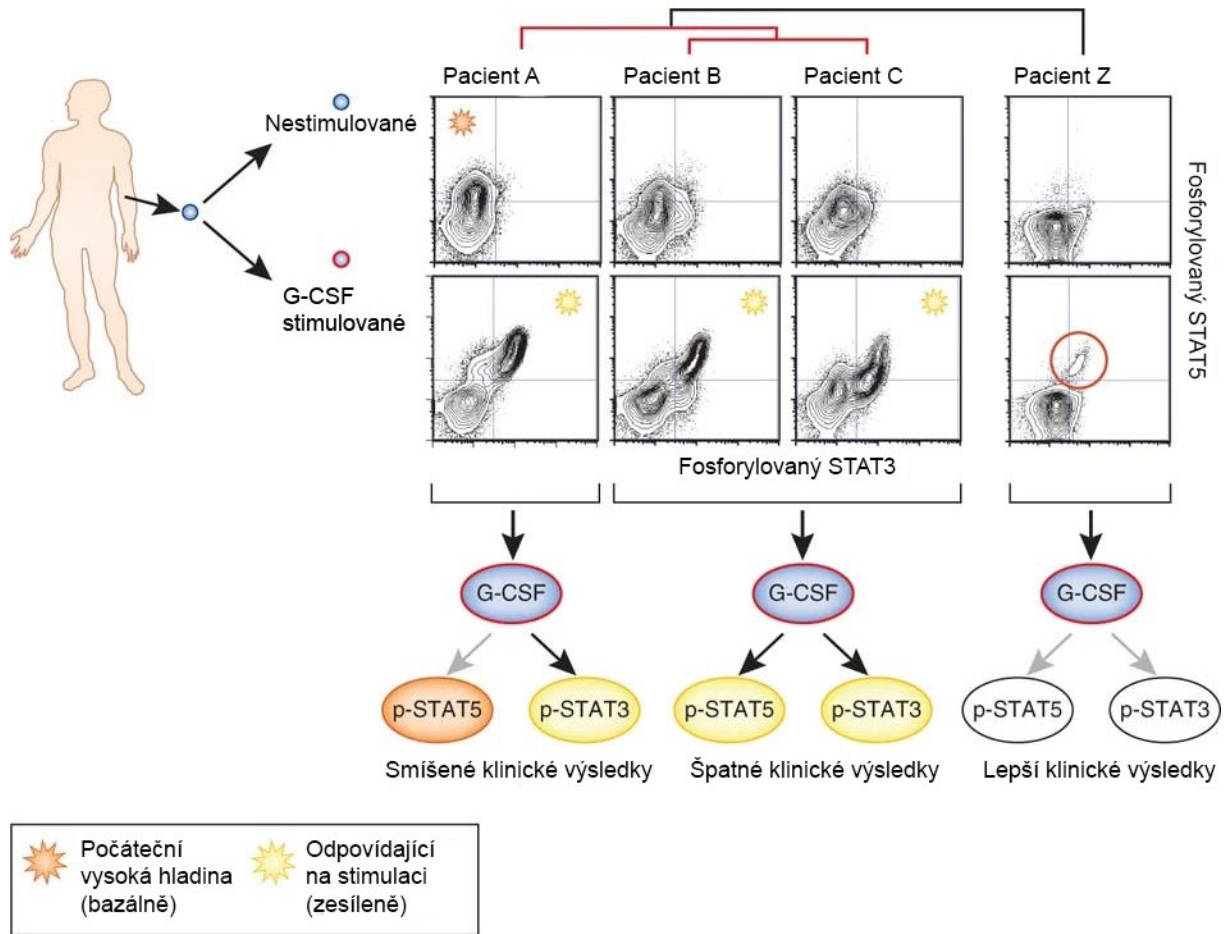 Pacient A
Pacient B
Pacient C
Pacient Z
Nestimulované
G-CSF
stimulované
Fosforylovaný STAT5
Fosforylovaný STAT3
G-CSF
G-CSF
G-CSF
p-STAT5
p-STAT3
p-STAT5
p-STAT3
p-STAT5
p-STAT3
Smíšené klinické výsledky
Špatné klinické výsledky
Lepší klinické výsledky
Počáteční
vysoká hladina
(bazálně)
Odpovídající
na stimulaci
(zesíleně)